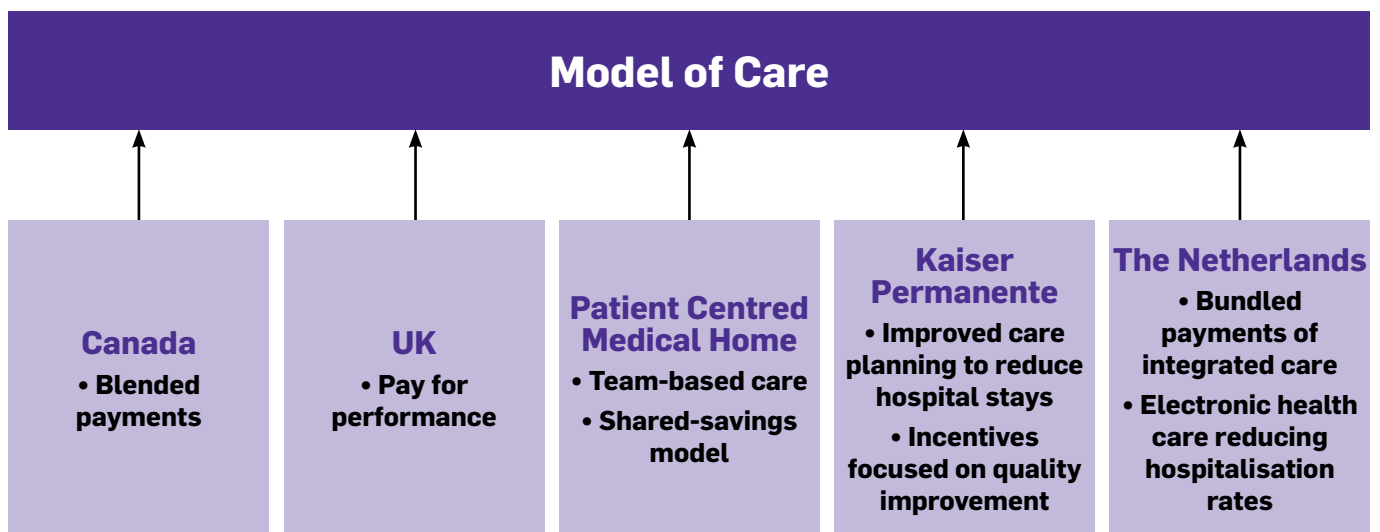 Model of Care
Canada
• Blended
payments
UK
• Pay for
performance
Patient Centred
Medical Home
• Team-based care
• Shared-savings
model
Kaiser
Permanente
• Improved care
planning to reduce
hospital stays
• Incentives
focused on quality
improvement
The Netherlands
• Bundled
payments of
integrated care
• Electronic health
care reducing
hospitalisation
rates